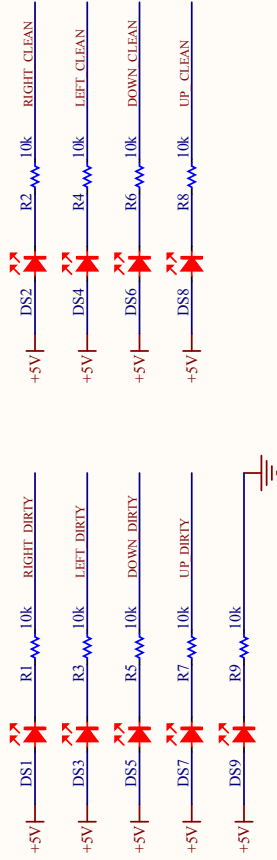 +5V DS2 R2 10k RIGHT CLEAN
+5V DS4 R4 10k LEFT CLEAN
+5V DS6 R6 10k DOWN CLEAN
+5V DS8 R8 10k UP CLEAN
+5V DS1 R1 10k RIGHT DIRTY
+5V DS3 R3 10k LEFT DIRTY
+5V DS5 R5 10k DOWN DIRTY
+5V DS7 R7 10k UP DIRTY
+5V DS9 R9 10k